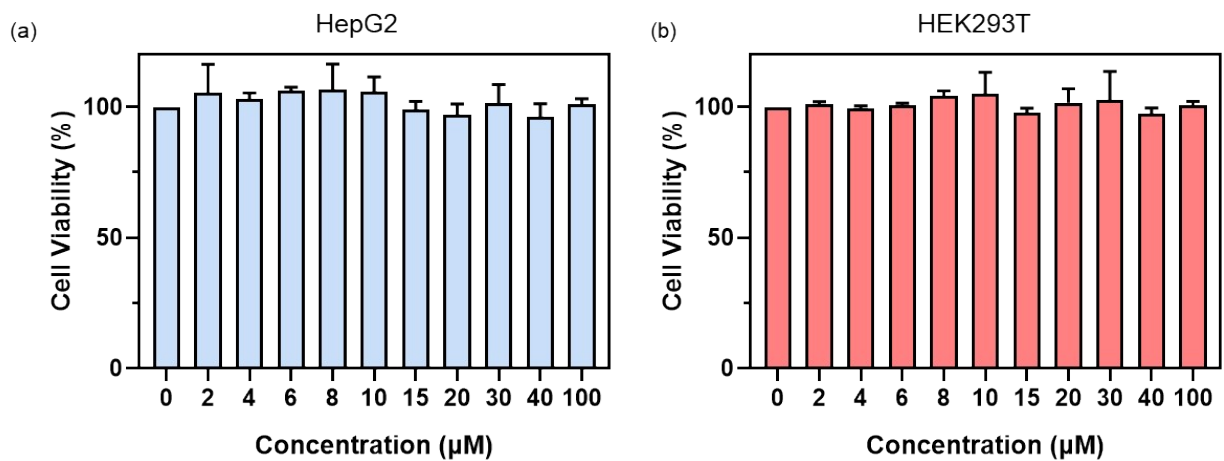 (a)
HepG2
Cell Viability (%)
100
50
0
0 2 4 6 8 10 15 20 30 40 100
Concentration (µM)
(b)
HEK293T
Cell Viability (%)
100
50
0
0 2 4 6 8 10 15 20 30 40 100
Concentration (µM)